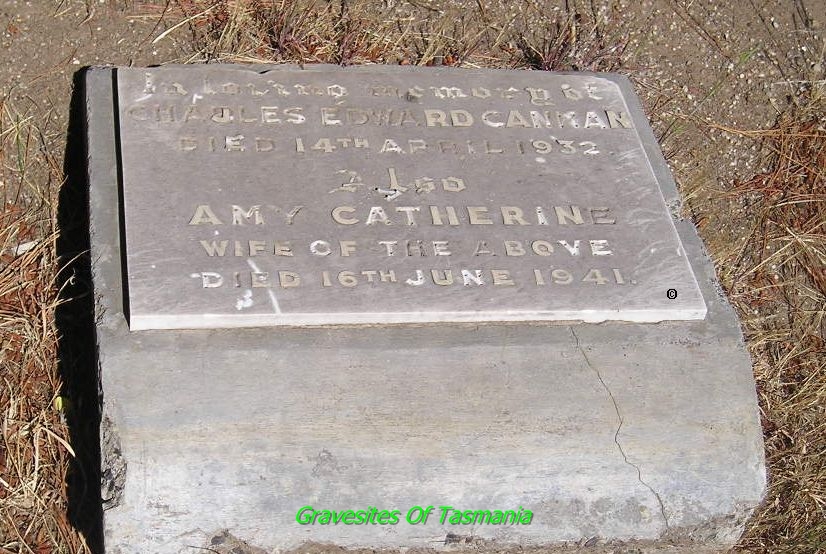 In loving memory of
CHARLES EDWARD CANNAN
DIED 14TH APRIL 1932.
Also
AMY CATHERINE
WIFE OF THE ABOVE
DIED 16TH JUNE 1941.
©
Gravesites Of Tasmania